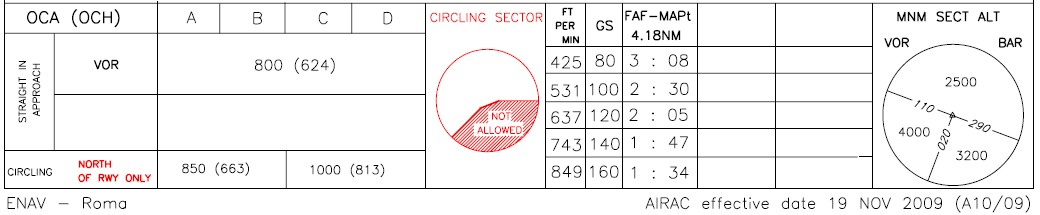 OCA (OCH) A B C D
STRAIGHT IN APPROACH
VOR 800 (624)
CIRCLING NORTH OF RWY ONLY 850 (663) 1000 (813)
CIRCLING SECTOR
NOT
ALLOWED
FT PER MIN GS FAF-MAPt 4.18NM
425 80 3 : 08
531 100 2 : 30
637 120 2 : 05
743 140 1 : 47
849 160 1 : 34
MNM SECT ALT
VOR BAR
2500
110 290
4000 020
3200
ENAV - Roma AIRAC effective date 19 NOV 2009 (A10/09)